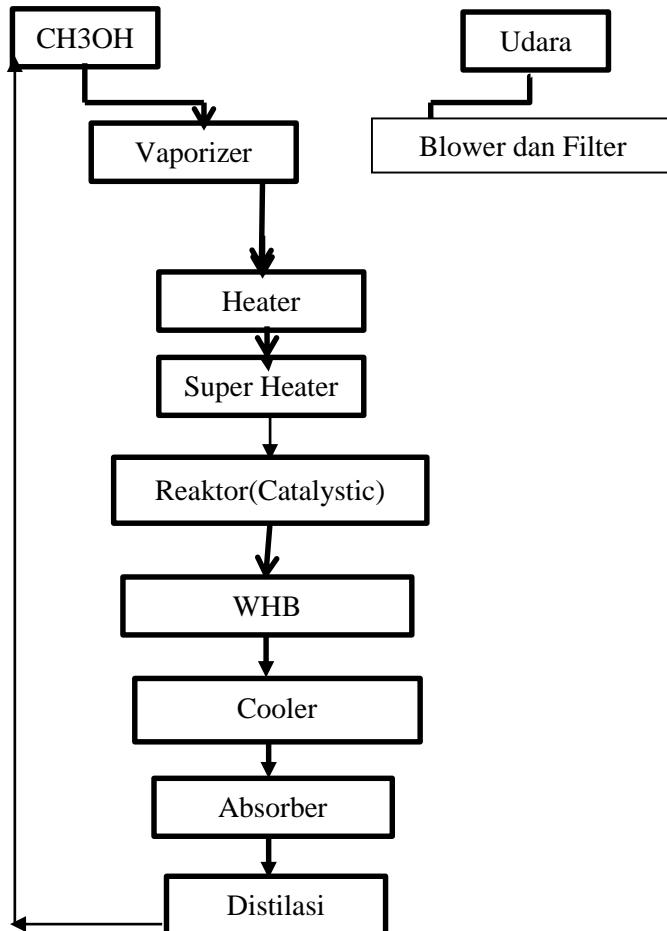 CH3OH
Udara
Vaporizer
Blower dan Filter
Heater
Super Heater
Reaktor(Catalystic)
WHB
Cooler
Absorber
Distilasi